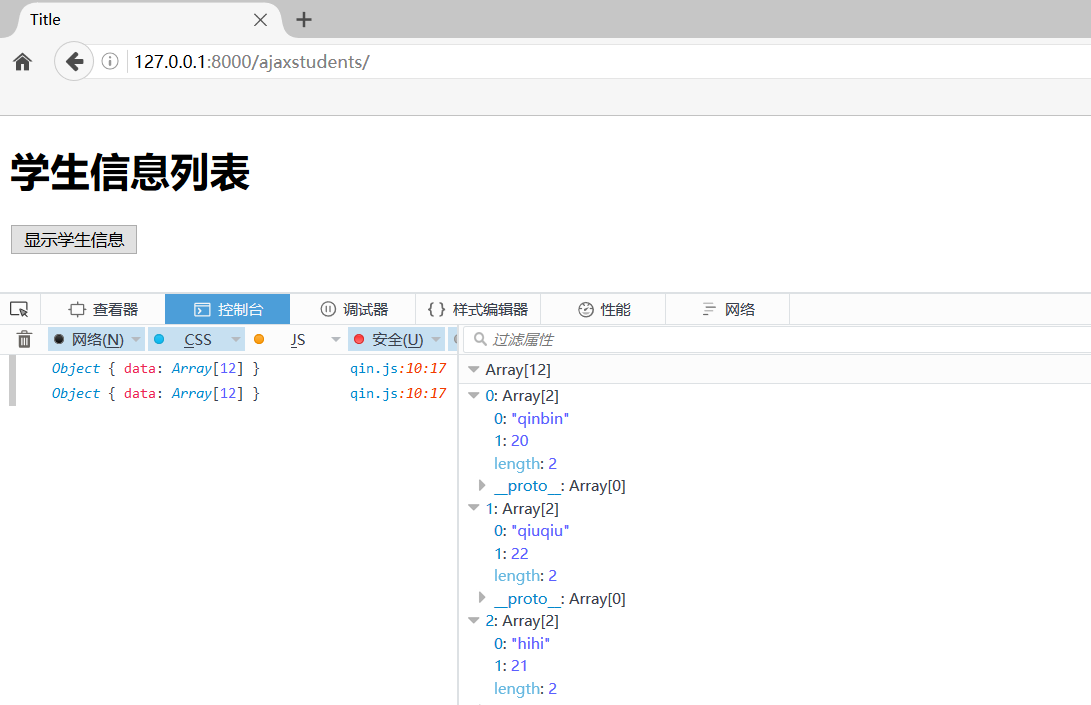 Title
127.0.0.1:8000/ajaxstudents/
学生信息列表
显示学生信息
查看器 控制台 调试器 { } 样式编辑器 性能 网络
网络(N) CSS JS 安全(U) 过滤属性
Object { data: Array[12] } qin.js:10:17
Object { data: Array[12] } qin.js:10:17
Array[12]
0: Array[2]
0: "qinbin"
1: 20
length: 2
__proto__: Array[0]
1: Array[2]
0: "qiuqiu"
1: 22
length: 2
__proto__: Array[0]
2: Array[2]
0: "hihi"
1: 21
length: 2